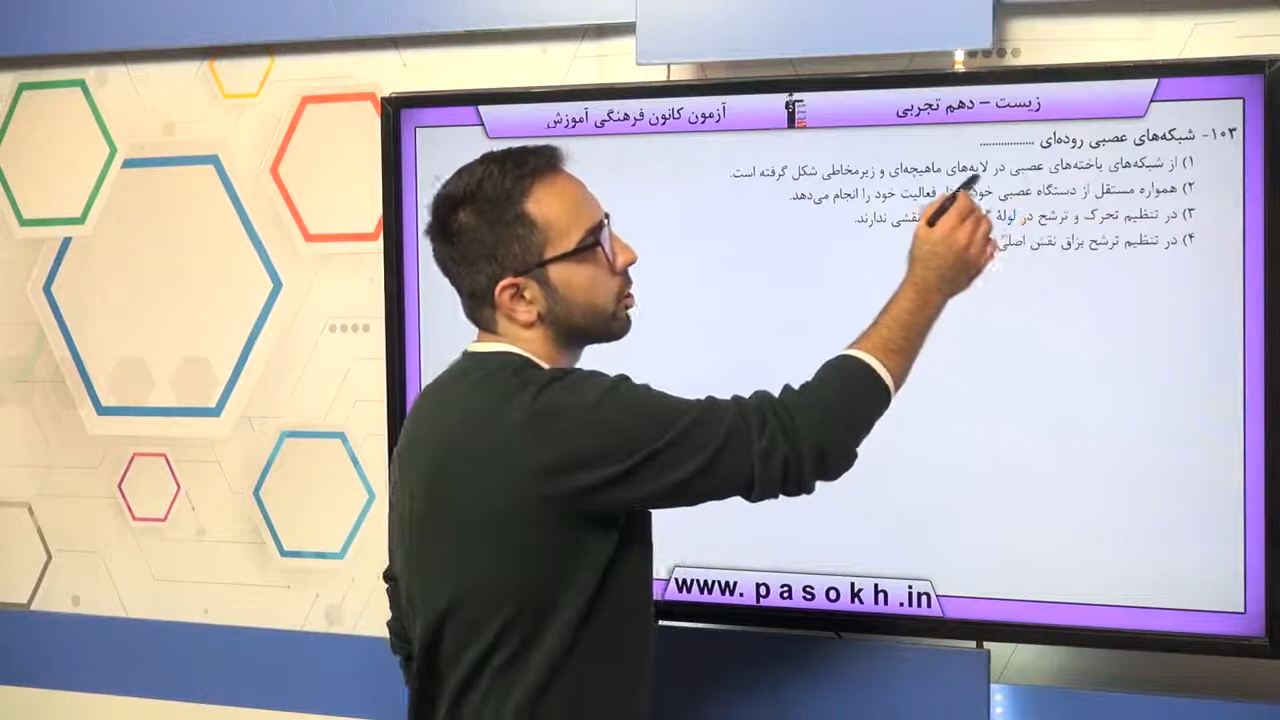 زیست - دهم تجربی
آزمون کانون فرهنگی آموزش
۱۰۳- شبکه‌های عصبی روده‌ای ..................
۱) از شبکه‌های یاخته‌های عصبی در لایه‌های ماهیچه‌ای و زیرمخاطی شکل گرفته است.
۲) همواره مستقل از دستگاه عصبی فعالیت خود را انجام می‌دهد.
۳) در تنظیم تحرک و ترشح در لولهٔ نقشی ندارند.
۴) در تنظیم ترشح بزاق نقش اصلی
www. pasokh.in